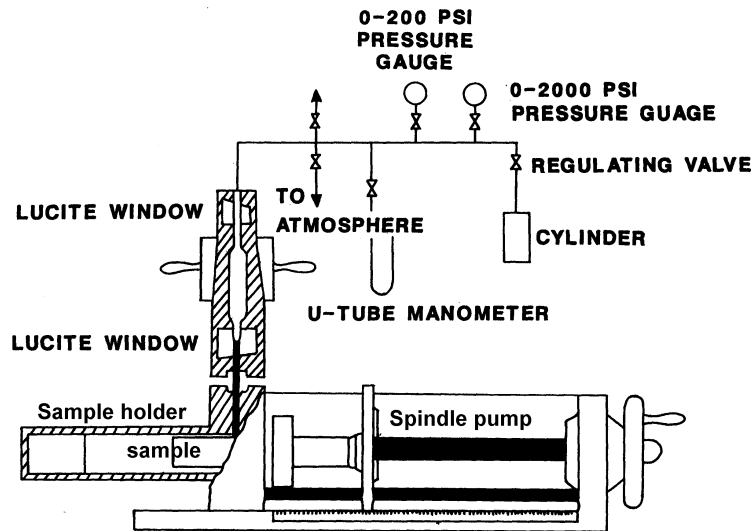 0-200 PSI
PRESSURE
GAUGE
0-2000 PSI
PRESSURE GUAGE
REGULATING VALVE
LUCITE WINDOW
TO
ATMOSPHERE
CYLINDER
U-TUBE MANOMETER
LUCITE WINDOW
Sample holder
Spindle pump
sample